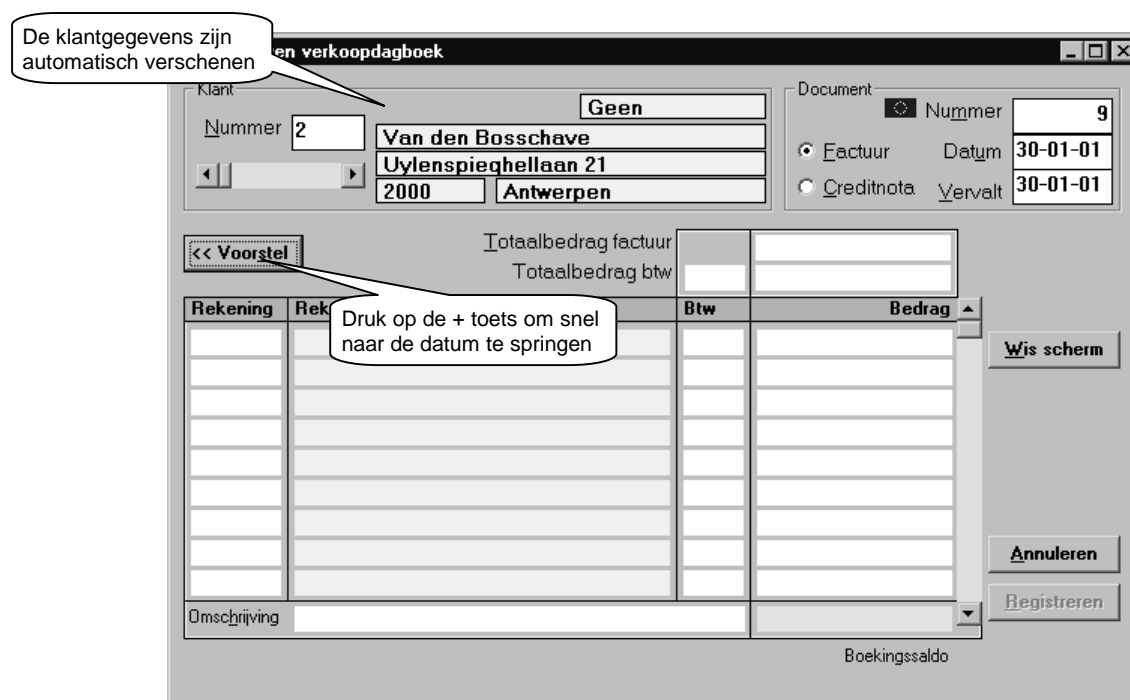 De klantgegevens zijn
automatisch verschenen
en verkoopdagboek
Klant
Nummer 2
Geen
Van den Bosschave
Uylenspieghellaan 21
2000 Antwerpen
Document
Nummer 9
Factuur Datum 30-01-01
Creditnota Vervalt 30-01-01
<< Voorstel
Totaalbedrag factuur
Totaalbedrag btw
Rekening Rek Btw Bedrag
Druk op de + toets om snel
naar de datum te springen
Wis scherm
Annuleren
Registreren
Omschrijving
Boekingssaldo